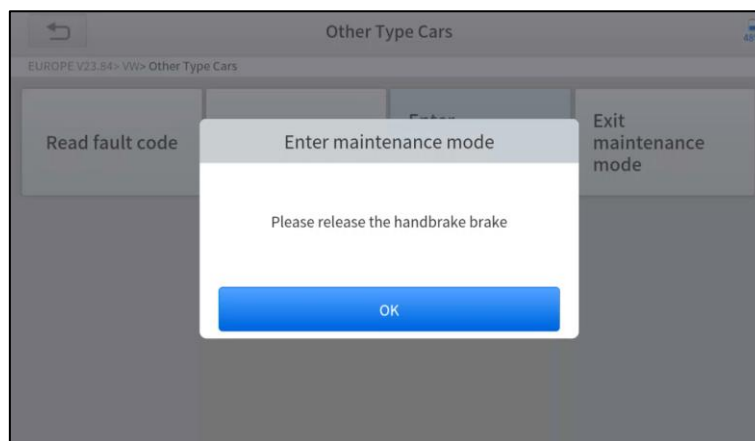 Other Type Cars
EUROPE V23.84> VW> Other Type Cars
Read fault code
Exit
maintenance
mode
Enter maintenance mode
Please release the handbrake brake
OK